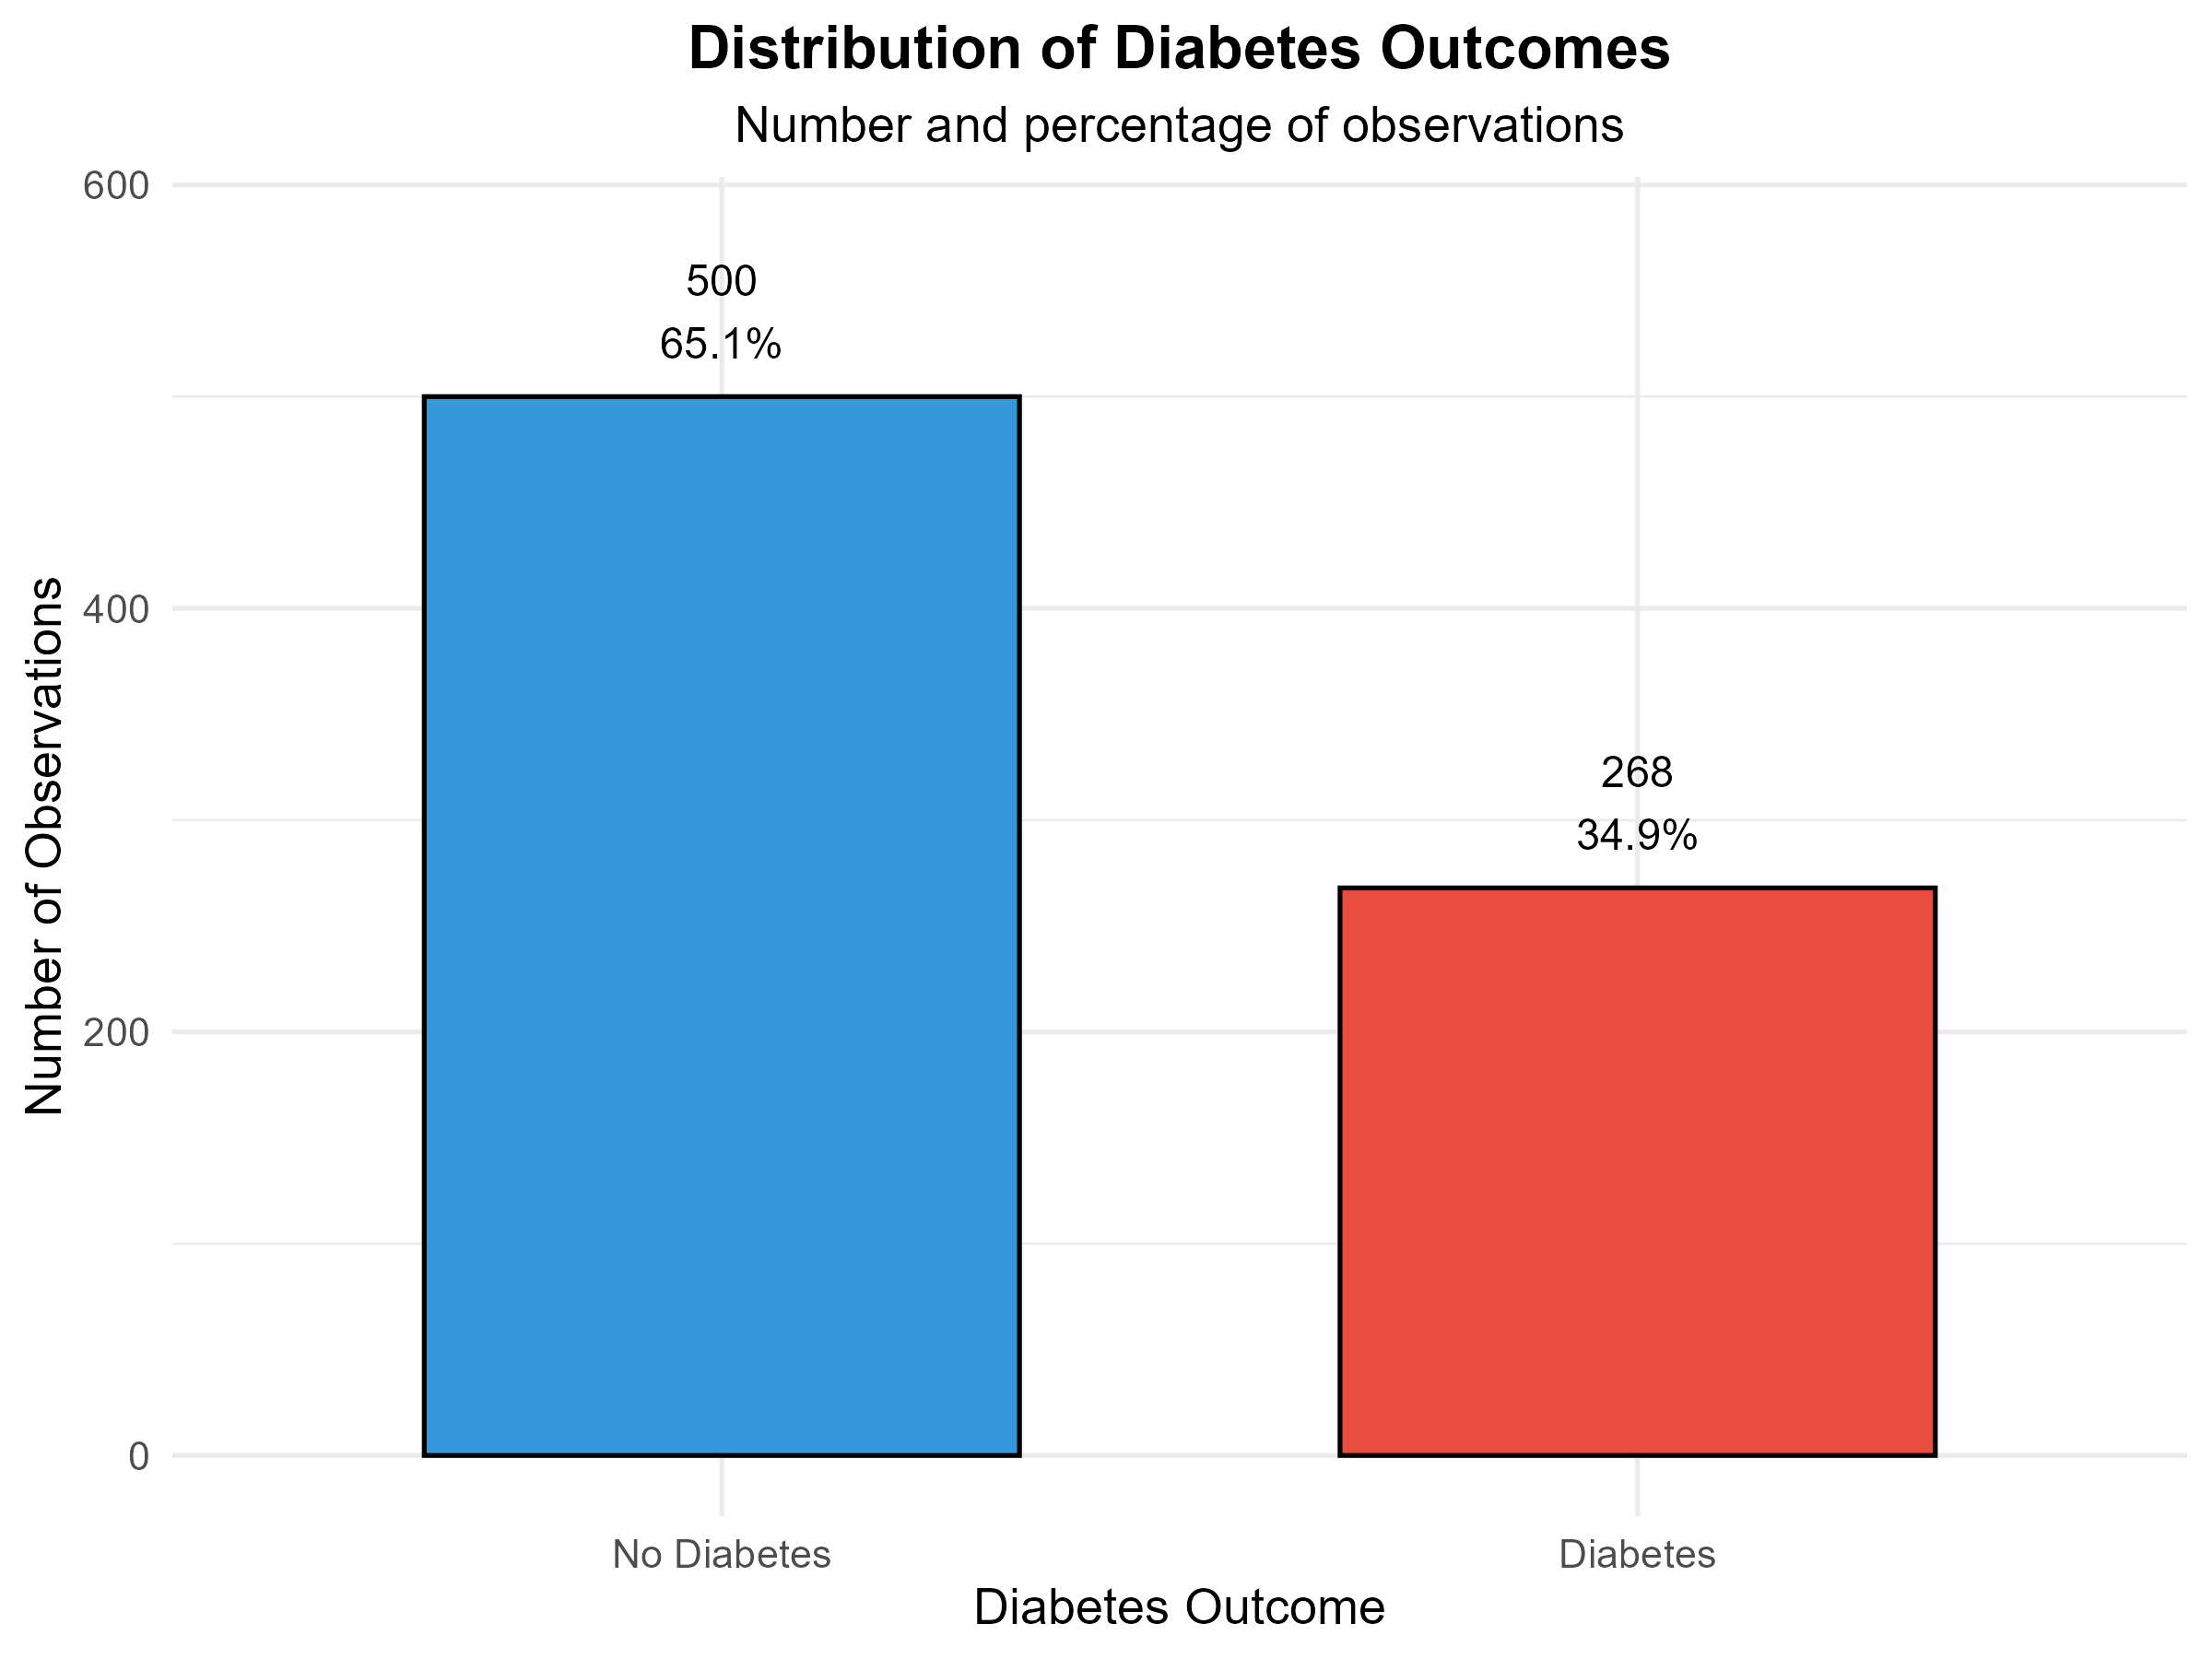 Distribution of Diabetes Outcomes
Number and percentage of observations
600
400
200
0
Number of Observations
500
65.1%
268
34.9%
No Diabetes
Diabetes
Diabetes Outcome